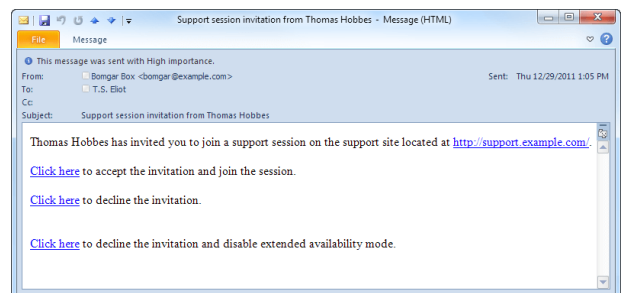 Support session invitation from Thomas Hobbes - Message (HTML)
File Message
This message was sent with High importance.
From: Bomgar Box <bomgar@example.com> Sent: Thu 12/29/2011 1:05 PM
To: T.S. Eliot
Cc:
Subject: Support session invitation from Thomas Hobbes
Thomas Hobbes has invited you to join a support session on the support site located at http://support.example.com/.
Click here to accept the invitation and join the session.
Click here to decline the invitation.
Click here to decline the invitation and disable extended availability mode.